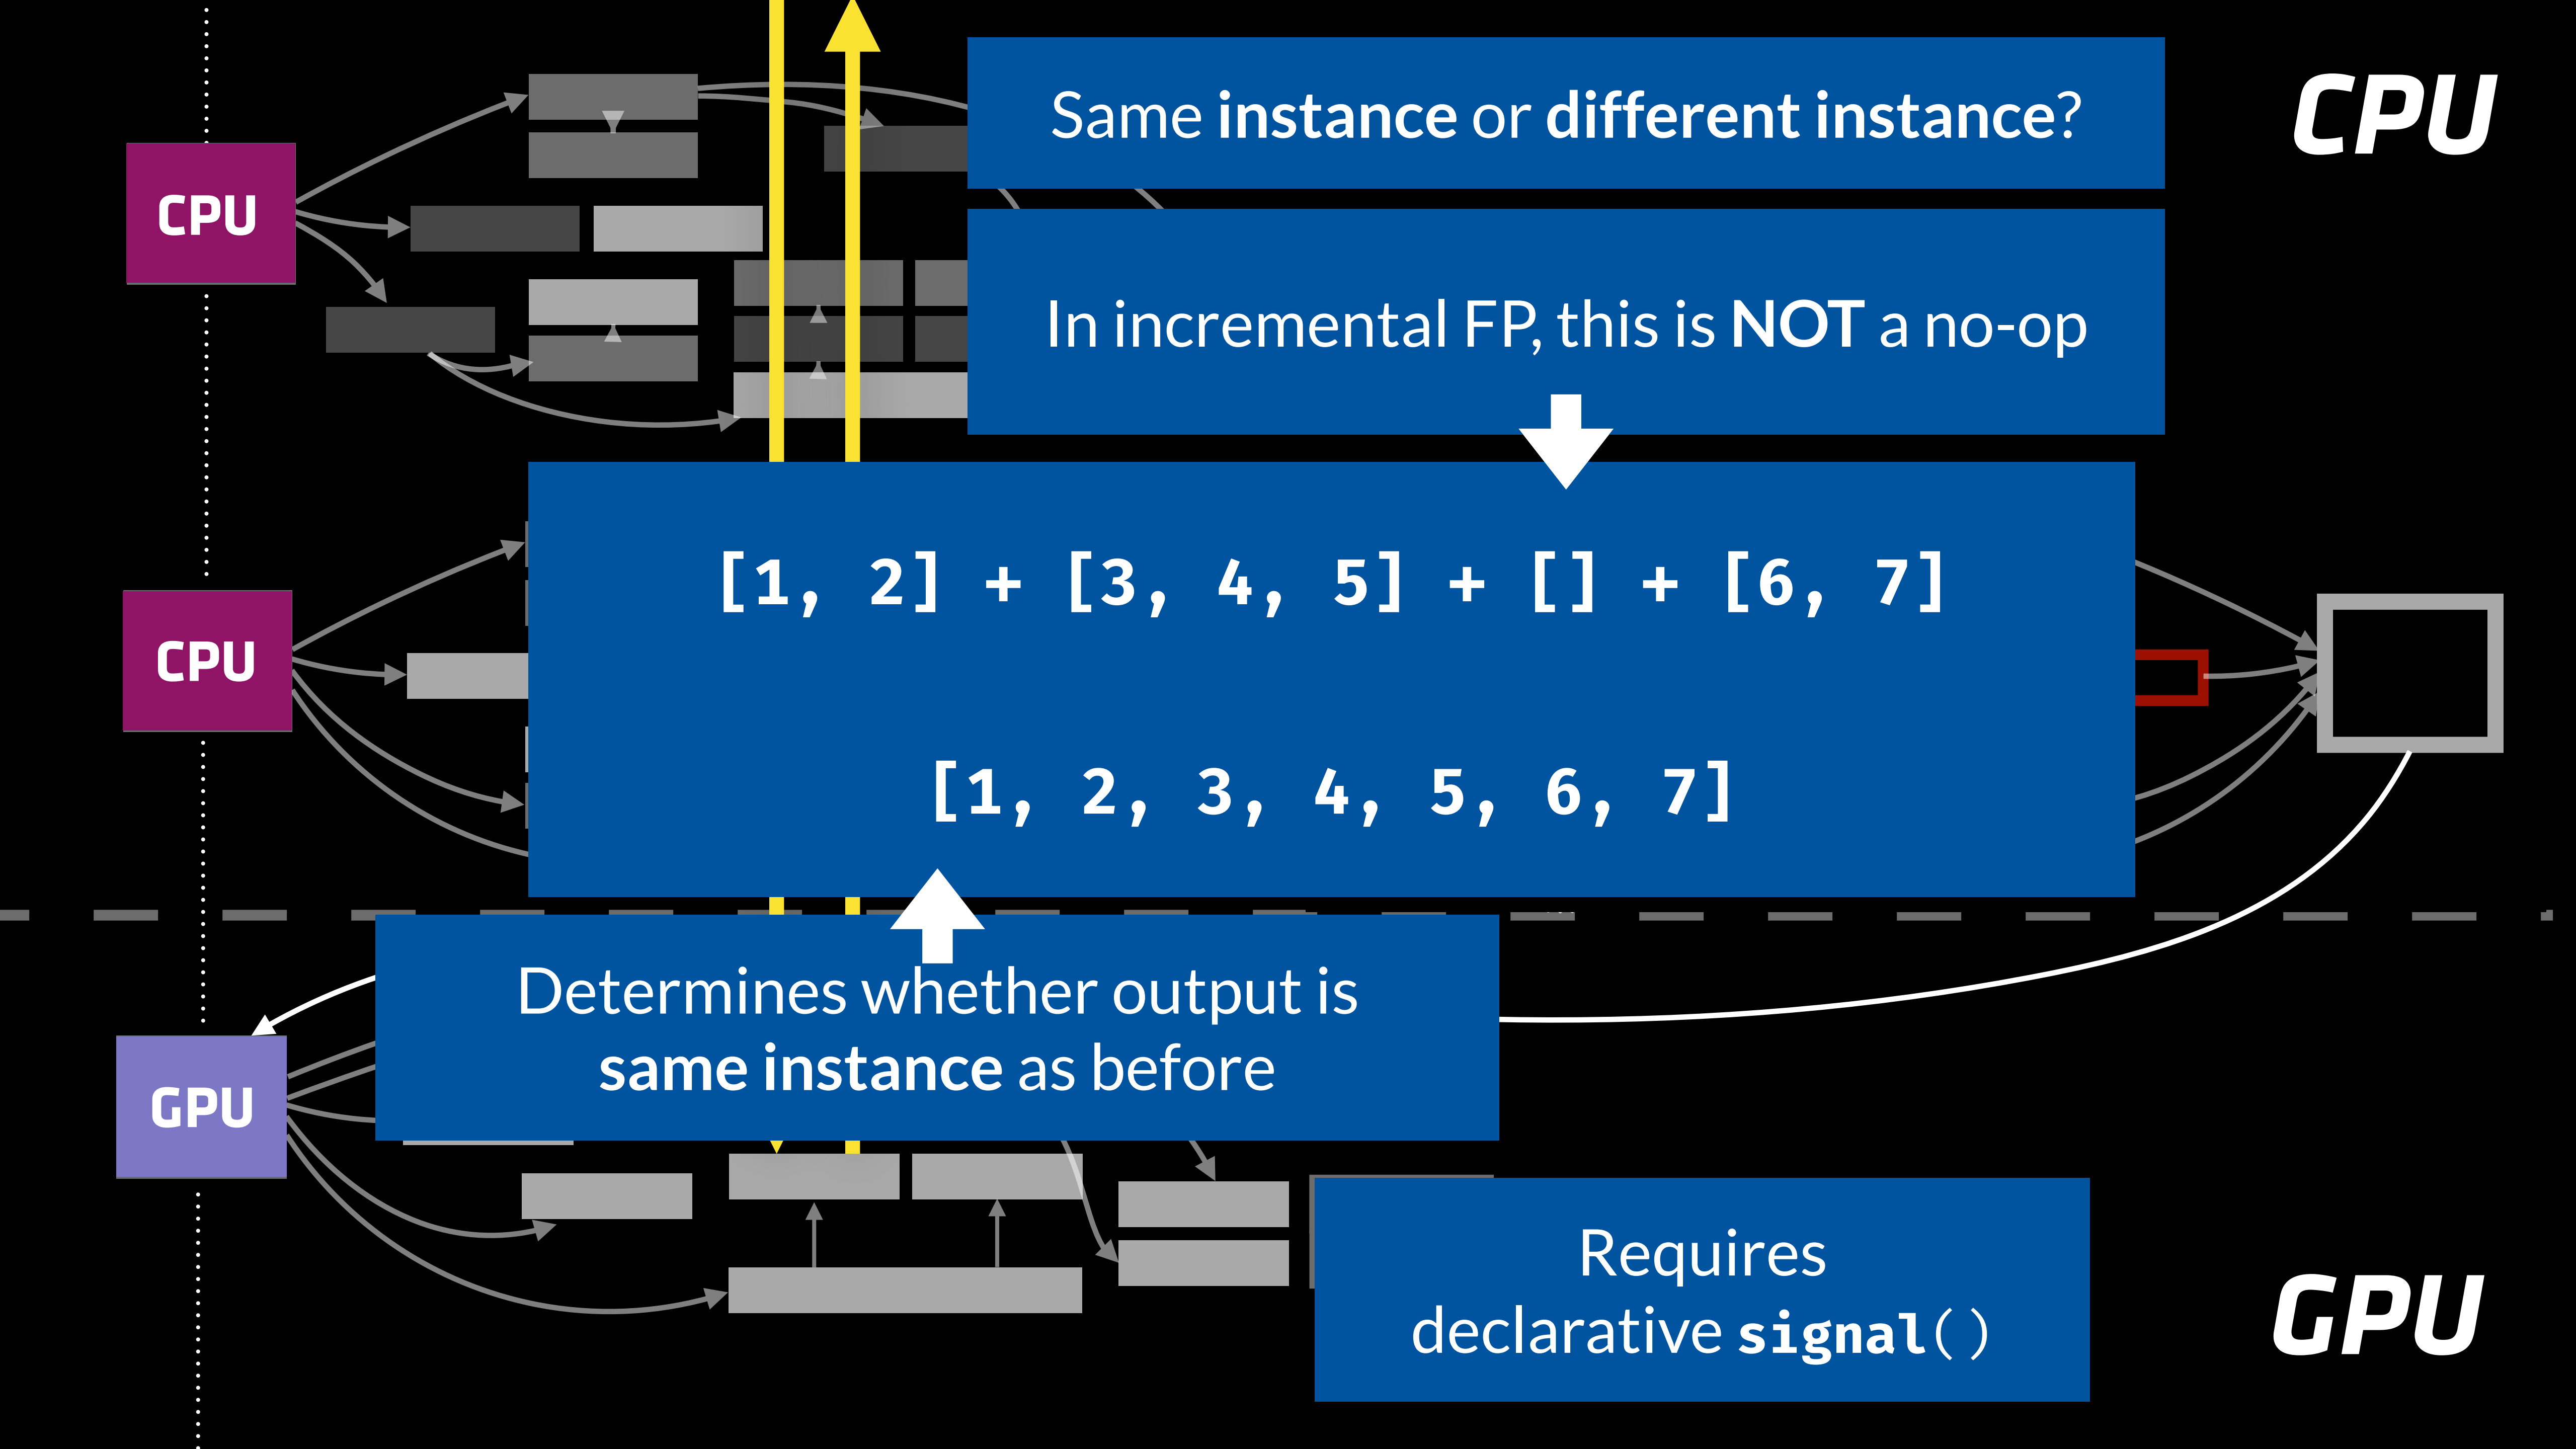 Same instance or different instance?
CPU
CPU
In incremental FP, this is NOT a no-op
[1, 2] + [3, 4, 5] + [] + [6, 7]
CPU
[1, 2, 3, 4, 5, 6, 7]
Determines whether output is
same instance as before
GPU
Requires
declarative signal()
GPU